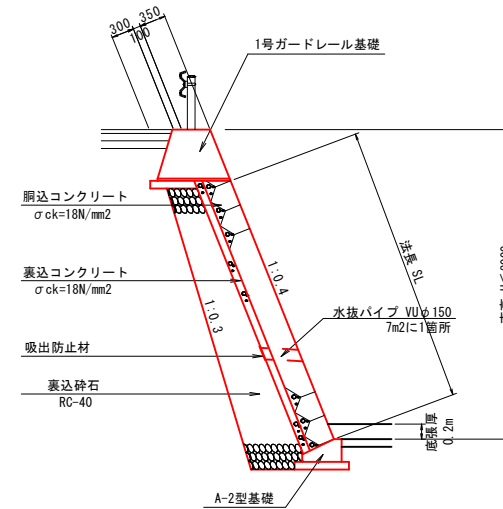 300
350
100
1号ガードレール基礎
胴込コンクリート
σck=18N/mm2
裏込コンクリート
σck=18N/mm2
1:0.4
1:0.3
法長 SL
水抜パイプ VUφ150
7m2に1箇所
吸出防止材
裏込砕石
RC-40
底張厚
0.2m
A-2型基礎